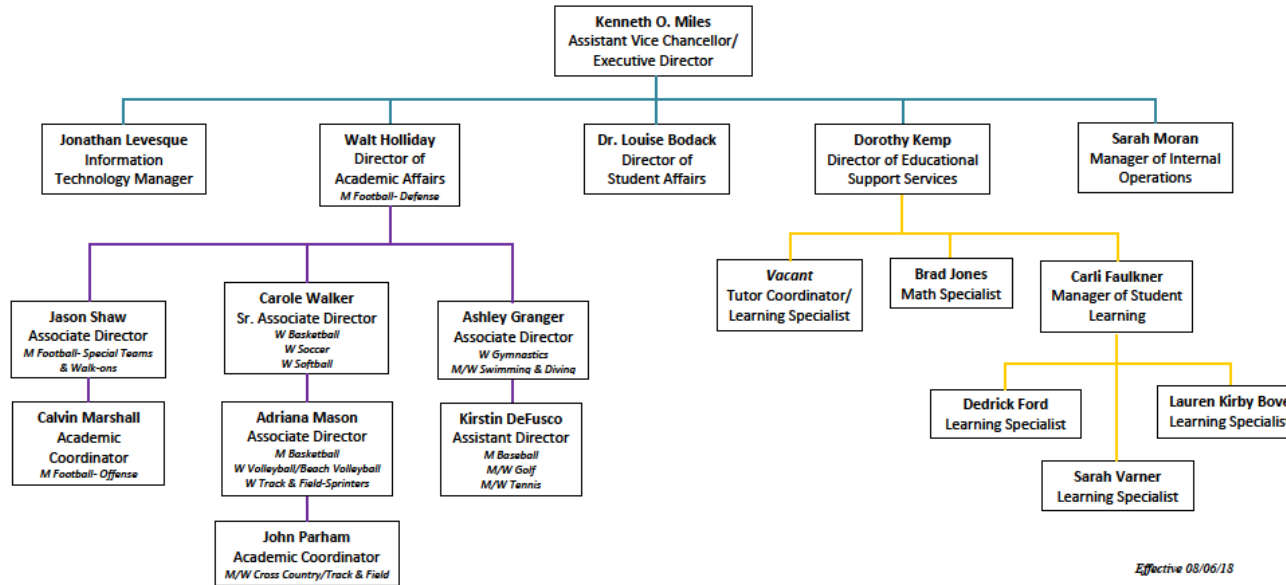 Kenneth O. Miles
Assistant Vice Chancellor/
Executive Director
Jonathan Levesque
Information
Technology Manager
Walt Holliday
Director of
Academic Affairs
M Football- Defense
Dr. Louise Bodack
Director of
Student Affairs
Dorothy Kemp
Director of Educational
Support Services
Sarah Moran
Manager of Internal
Operations
Jason Shaw
Associate Director
M Football- Special Teams
& Walk-ons
Carole Walker
Sr. Associate Director
W Basketball
W Soccer
W Softball
Ashley Granger
Associate Director
W Gymnastics
M/W Swimming & Diving
Vacant
Tutor Coordinator/
Learning Specialist
Brad Jones
Math Specialist
Carli Faulkner
Manager of Student
Learning
Calvin Marshall
Academic
Coordinator
M Football- Offense
Adriana Mason
Associate Director
M Basketball
W Volleyball/Beach Volleyball
W Track & Field-Sprinters
Kirstin DeFusco
Assistant Director
M Baseball
M/W Golf
M/W Tennis
Dedrick Ford
Learning Specialist
Lauren Kirby Bove
Learning Specialist
Sarah Varner
Learning Specialist
John Parham
Academic Coordinator
M/W Cross Country/Track & Field
Effective 08/06/18